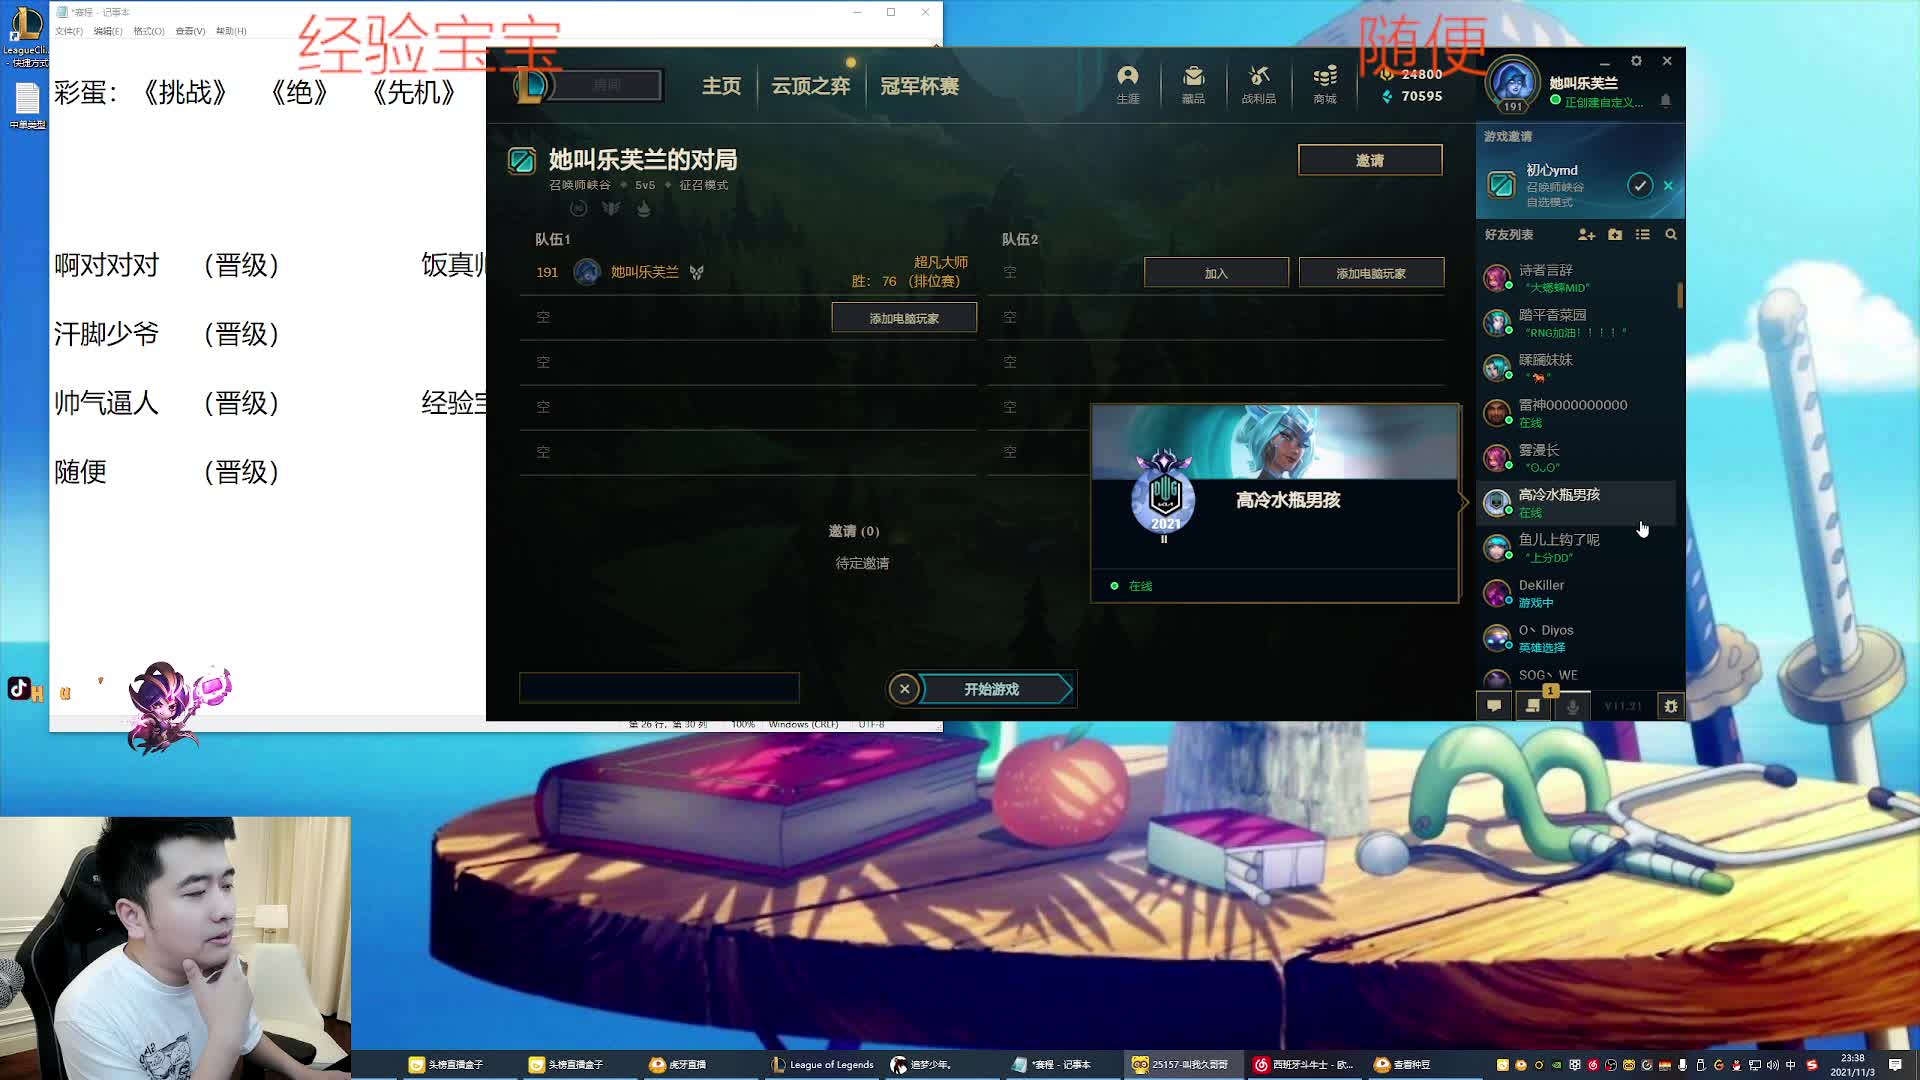 LeagueCli...
- 快捷方式
中单类型
*赛程 - 记事本
文件(F) 编辑(E) 格式(O) 查看(V) 帮助(H)
经验宝宝
随便
彩蛋：《挑战》 《绝》 《先机》
啊对对对 （晋级）
汗脚少爷 （晋级）
帅气逼人 （晋级）
经验宝
随便 （晋级）
100% Windows (CRLF) UTF-8
主页
云顶之弈
冠军杯赛
生涯
藏品
战利品
商城
24800
70595
191
她叫乐芙兰
正创建自定义...
她叫乐芙兰的对局
召唤师峡谷 5v5 征召模式
邀请
队伍1
191 她叫乐芙兰
超凡大师
胜: 76 (排位赛)
空
添加电脑玩家
空
空
空
队伍2
空
加入
添加电脑玩家
空
空
空
空
邀请 (0)
待定邀请
开始游戏
高冷水瓶男孩
2021
II
在线
游戏邀请
初心ymd
召唤师峡谷
自选模式
好友列表
诗者言辞
"大蟋蟀MID"
踏平香菜园
"RNG加油！！！！"
蹂躏妹妹
雷神0000000000
在线
雾漫长
"ʘᴗʘ"
高冷水瓶男孩
在线
鱼儿上钩了呢
"上分DD"
DeKiller
游戏中
O丶Diyos
英雄选择
SOG丶WE
1
V11.21
H u
头榜直播盒子
头榜直播盒子
虎牙直播
League of Legends
追梦少年。
*赛程 - 记事本
25157-叫我久哥哥
西班牙斗牛士 - 欧...
查看种豆
中
23:38
2021/11/3